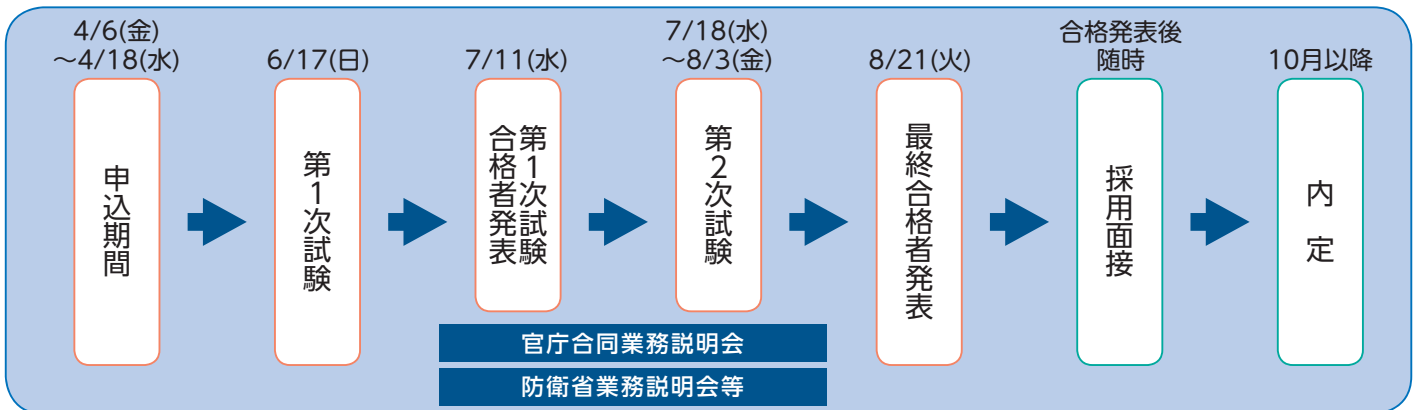 4/6(金)
～4/18(水)
申込期間
6/17(日)
第1次試験
7/11(水)
第1次試験
合格者発表
7/18(水)
～8/3(金)
第2次試験
官庁合同業務説明会
防衛省業務説明会等
8/21(火)
最終合格者発表
合格発表後
随時
採用面接
10月以降
内定